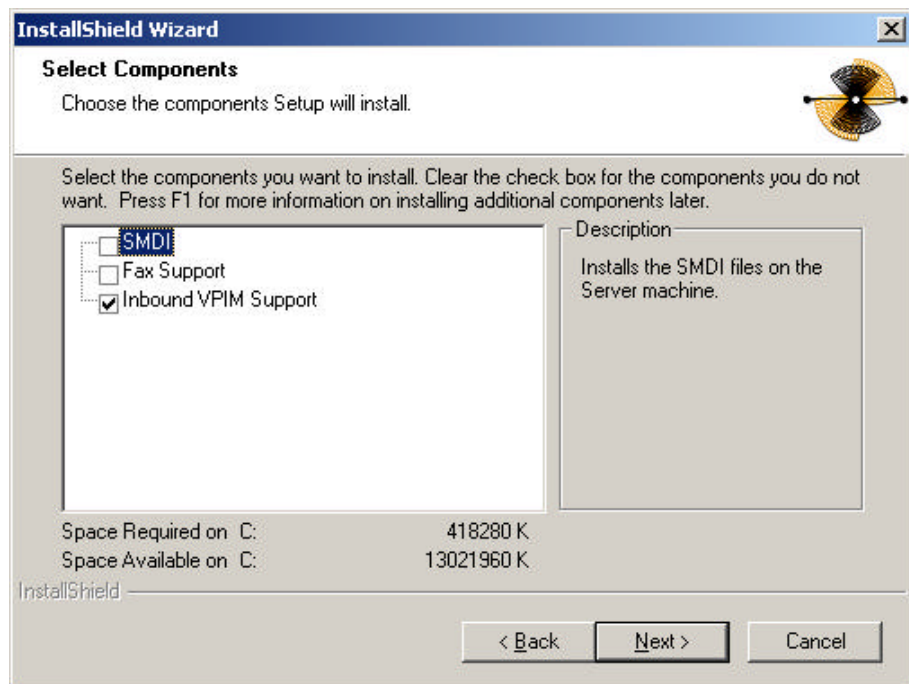 InstallShield Wizard
Select Components
Choose the components Setup will install.
Select the components you want to install. Clear the check box for the components you do not
want. Press F1 for more information on installing additional components later.
SMDI
Fax Support
Inbound VPIM Support
Description
Installs the SMDI files on the
Server machine.
Space Required on C: 418280 K
Space Available on C: 13021960 K
InstallShield
< Back
Next >
Cancel